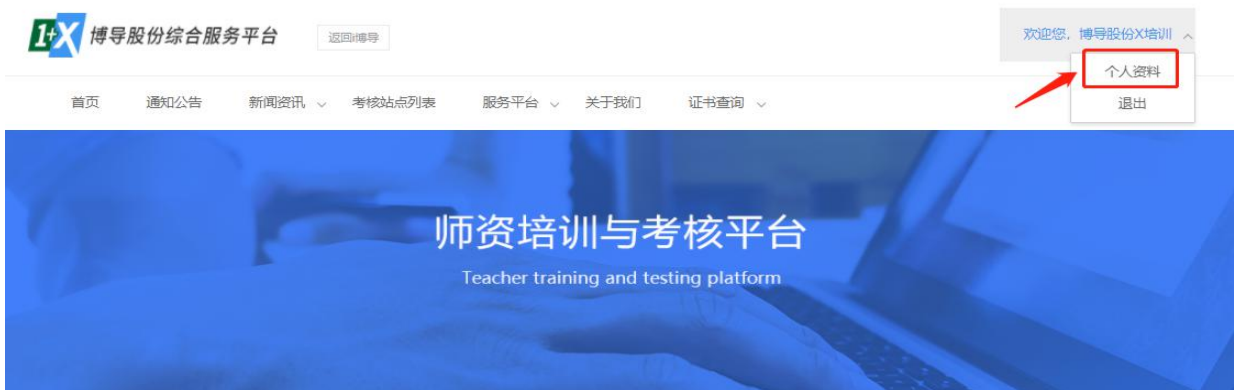 1+X 博导股份综合服务平台 返回i博导 欢迎您，博导股份X培训
个人资料
退出
首页 通知公告 新闻资讯 考核站点列表 服务平台 关于我们 证书查询
师资培训与考核平台
Teacher training and testing platform